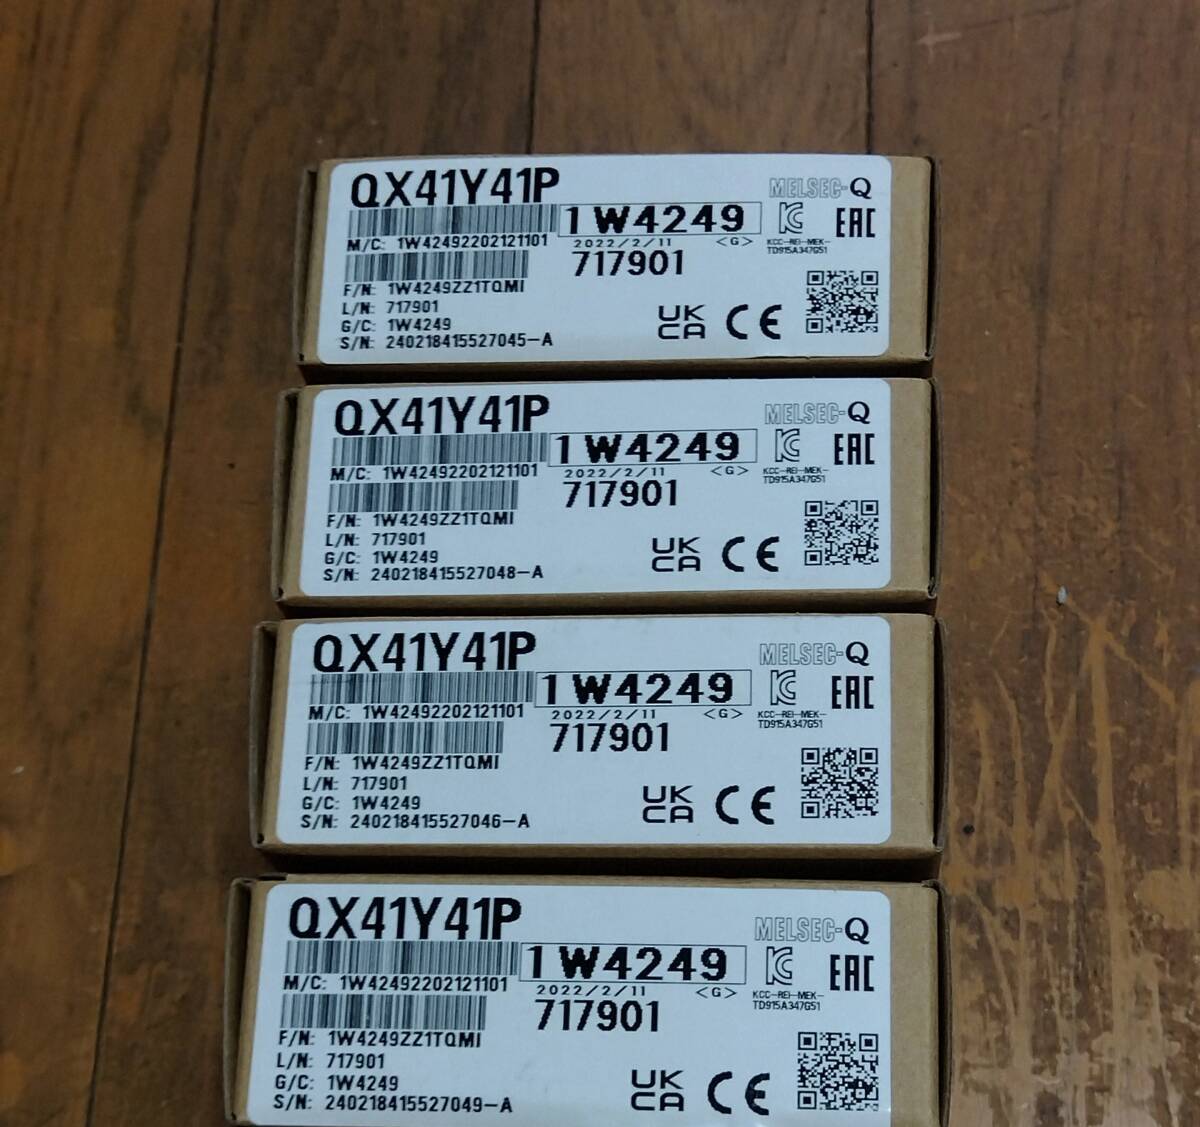 QX41Y41P
MELSEC-Q
1W4249
EAC
M/C: 1W42492202121101
2022/2/11 <G>
KCC-REI-MEK-
TD915A347G51
717901
F/N: 1W4249ZZ1TQMI
L/N: 717901
G/C: 1W4249
S/N: 240218415527045-A
UK
CA
CE
QX41Y41P
MELSEC-Q
1W4249
EAC
M/C: 1W42492202121101
2022/2/11 <G>
KCC-REI-MEK-
TD915A347G51
717901
F/N: 1W4249ZZ1TQMI
L/N: 717901
G/C: 1W4249
S/N: 240218415527048-A
UK
CA
CE
QX41Y41P
MELSEC-Q
1W4249
EAC
M/C: 1W42492202121101
2022/2/11 <G>
KCC-REI-MEK-
TD915A347G51
717901
F/N: 1W4249ZZ1TQMI
L/N: 717901
G/C: 1W4249
S/N: 240218415527046-A
UK
CA
CE
QX41Y41P
MELSEC-Q
1W4249
EAC
M/C: 1W42492202121101
2022/2/11 <G>
KCC-REI-MEK-
TD915A347G51
717901
F/N: 1W4249ZZ1TQMI
L/N: 717901
G/C: 1W4249
S/N: 240218415527049-A
UK
CA
CE